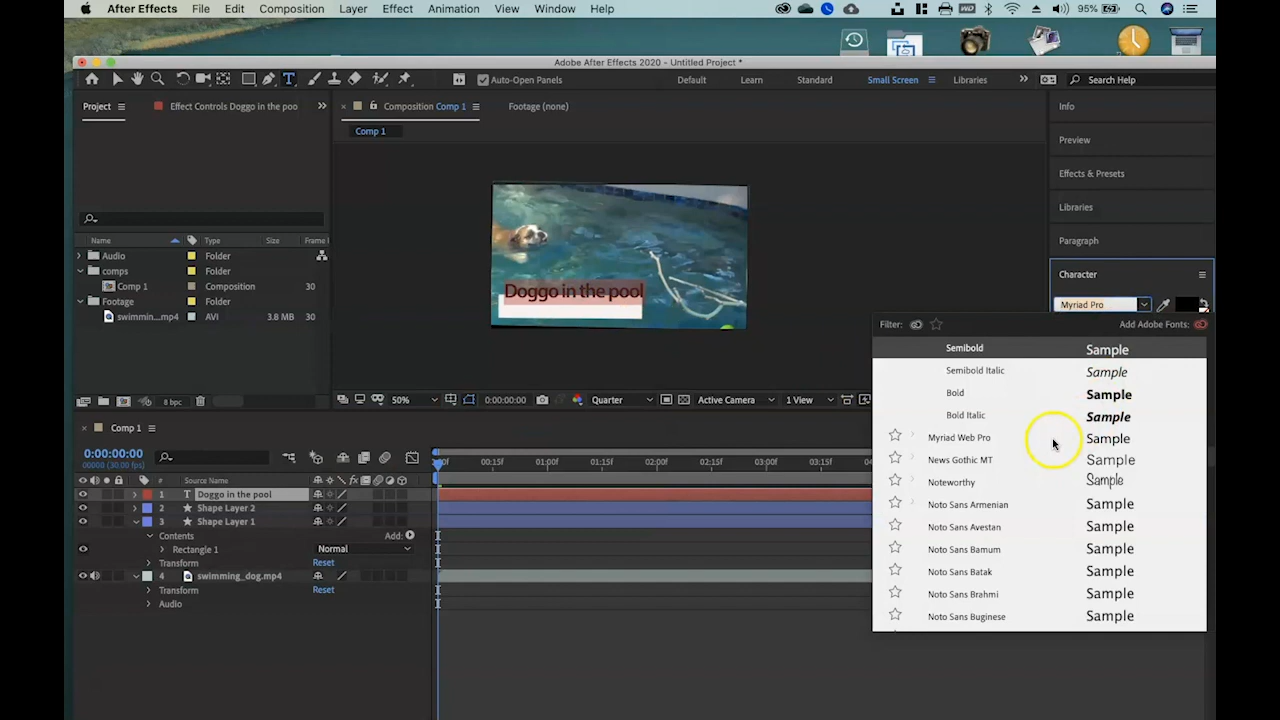 After Effects File Edit Composition Layer Effect Animation View Window Help 95%
Adobe After Effects 2020 - Untitled Project *
Auto-Open Panels Default Learn Standard Small Screen Libraries Search Help
Project Effect Controls Doggo in the poo Composition Comp 1 Footage (none) Info
Comp 1
Preview
Effects & Presets
Libraries
Paragraph
Character
Name Type Size Frame I
Audio Folder
comps Folder
Comp 1 Composition 30
Footage Folder
swimmin...mp4 AVI 3.8 MB 30
Doggo in the pool
Myriad Pro
Filter: Add Adobe Fonts:
Semibold Sample
Semibold Italic Sample
Bold Sample
Bold Italic Sample
Myriad Web Pro Sample
News Gothic MT Sample
Noteworthy Sample
Noto Sans Armenian Sample
Noto Sans Avestan Sample
Noto Sans Bamum Sample
Noto Sans Batak Sample
Noto Sans Brahmi Sample
Noto Sans Buginese Sample
8 bpc 50% 0:00:00:00 Quarter Active Camera 1 View
Comp 1
0:00:00:00
00000 (30.00 fps)
00f 00:15f 01:00f 01:15f 02:00f 02:15f 03:00f 03:15f 04:00f
# Source Name
1 T Doggo in the pool
2 Shape Layer 2
3 Shape Layer 1
Contents Add:
Rectangle 1 Normal
Transform Reset
4 swimming_dog.mp4
Transform Reset
Audio